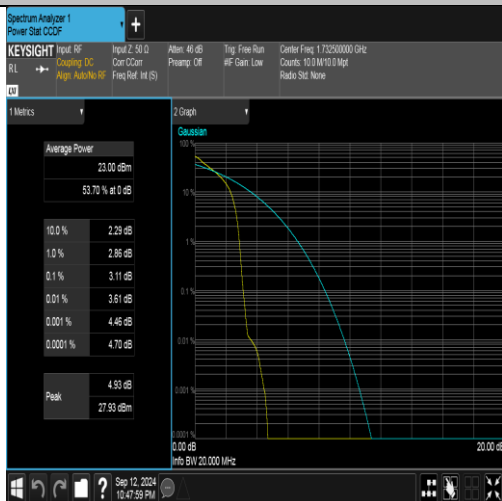 Spectrum Analyzer 1
Power Stat CCDF
KEYSIGHT
RL
Input: RF
Coupling: DC
Align: Auto/No RF
Input Z: 50 Ω
Corr CCorr
Freq Ref: Int (S)
Atten: 46 dB
Preamp: Off
Trig: Free Run
#IF Gain: Low
Center Freq: 1.732500000 GHz
Counts: 10.0 M/10.0 Mpt
Radio Std: None
1 Metrics
Average Power
23.00 dBm
53.70 % at 0 dB
10.0 % 2.29 dB
1.0 % 2.86 dB
0.1 % 3.11 dB
0.01 % 3.61 dB
0.001 % 4.46 dB
0.0001 % 4.70 dB
Peak
4.93 dB
27.93 dBm
2 Graph
Gaussian
100 %
10 %
1 %
0.1 %
0.01 %
0.001 %
0.0001 %
0.00 dB
20.00 dB
Info BW 20.000 MHz
?
Sep 12, 2024
10:47:59 PM